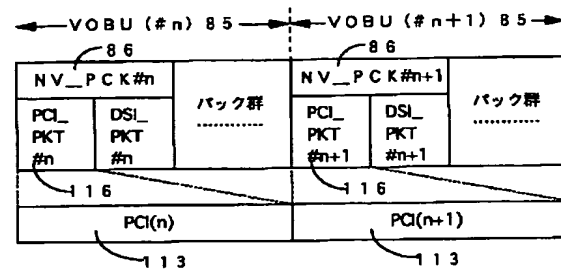 VOBU(#n)85
VOBU(#n+1)85
86
86
NV_PCK#n
パック群
NV_PCK#n+1
パック群
PCI_
PKT
#n
DSI_
PKT
#n
PCI_
PKT
#n+1
DSI_
PKT
#n+1
116
116
PCI(n)
PCI(n+1)
113
113